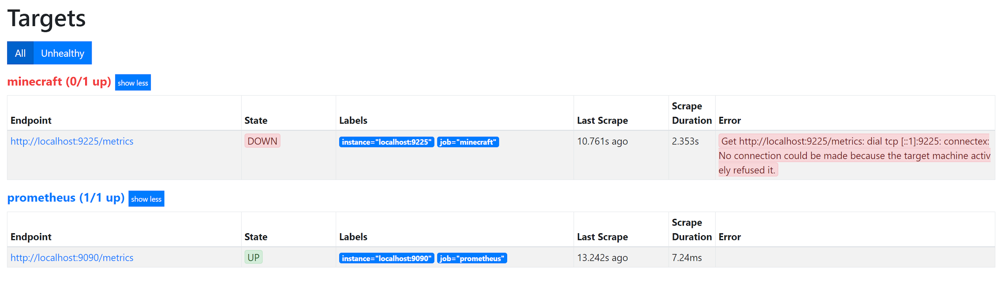 Targets
All Unhealthy
minecraft (0/1 up) show less
Endpoint State Labels Last Scrape Scrape Duration Error
http://localhost:9225/metrics DOWN instance="localhost:9225" job="minecraft" 10.761s ago 2.353s Get http://localhost:9225/metrics: dial tcp [::1]:9225: connectex:
No connection could be made because the target machine activ
ely refused it.
prometheus (1/1 up) show less
Endpoint State Labels Last Scrape Scrape Duration Error
http://localhost:9090/metrics UP instance="localhost:9090" job="prometheus" 13.242s ago 7.24ms